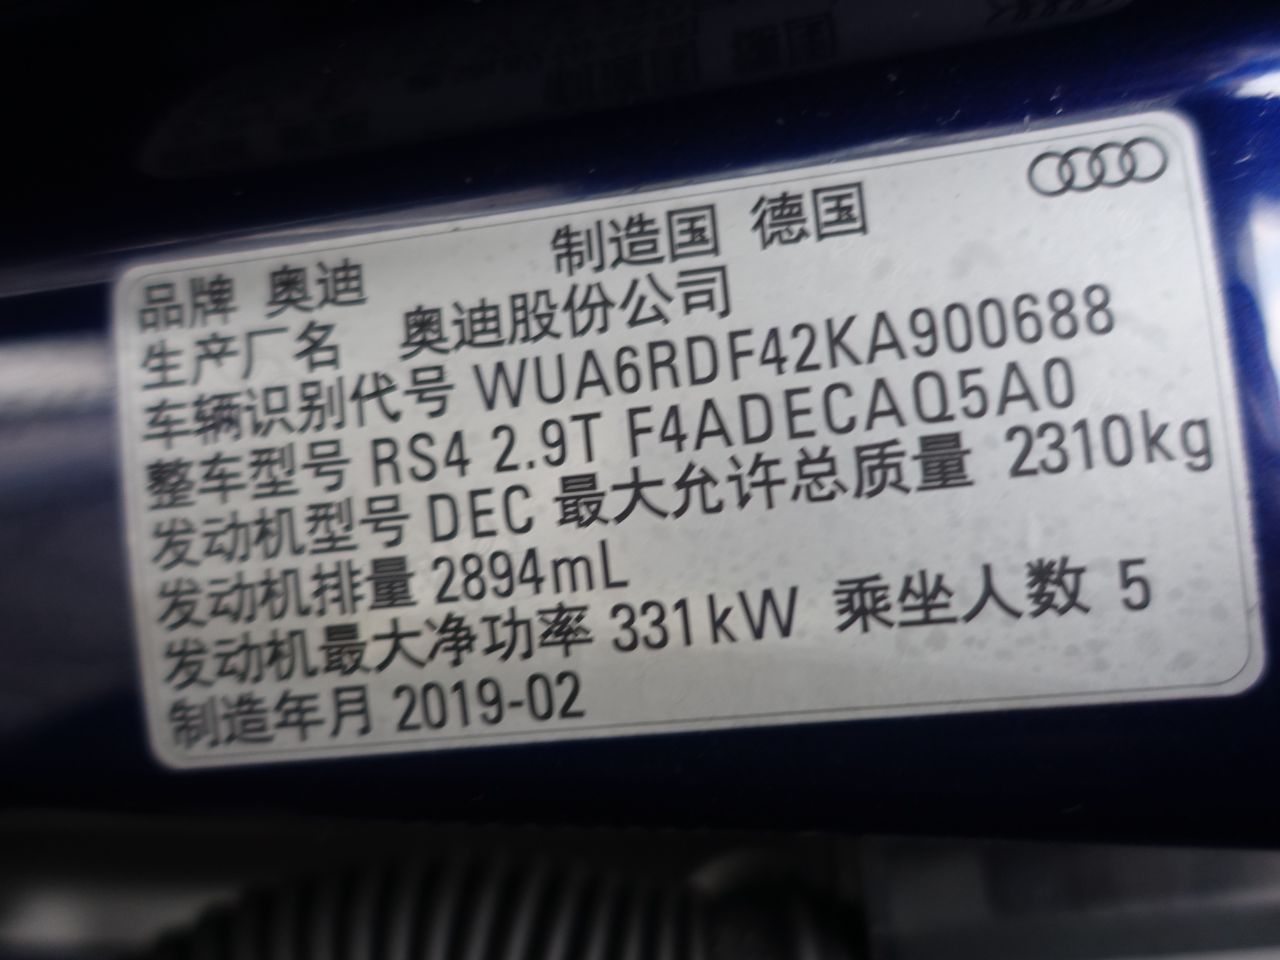 品牌 奥迪 制造国 德国
生产厂名 奥迪股份公司
车辆识别代号 WUA6RDF42KA900688
整车型号 RS4 2.9T F4ADECAQ5A0
发动机型号 DEC 最大允许总质量 2310kg
发动机排量 2894mL
发动机最大净功率 331kW 乘坐人数 5
制造年月 2019-02